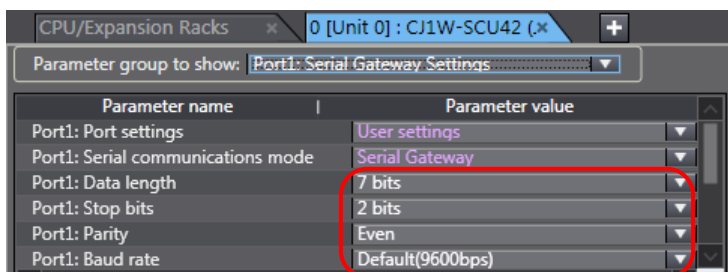 CPU/Expansion Racks × 0 [Unit 0] : CJ1W-SCU42 (.× +
Parameter group to show: Port1: Serial Gateway Settings
Parameter name | Parameter value
Port1: Port settings User settings
Port1: Serial communications mode Serial Gateway
Port1: Data length 7 bits
Port1: Stop bits 2 bits
Port1: Parity Even
Port1: Baud rate Default(9600bps)